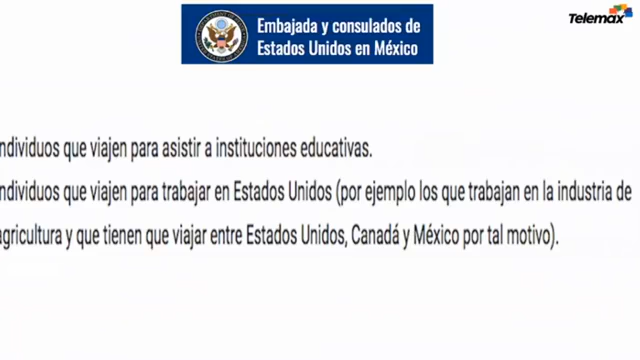 Embajada y consulados de
Estados Unidos en México
Telemax
ndividuos que viajen para asistir a instituciones educativas.
ndividuos que viajen para trabajar en Estados Unidos (por ejemplo los que trabajan en la industria de
agricultura y que tienen que viajar entre Estados Unidos, Canadá y México por tal motivo).